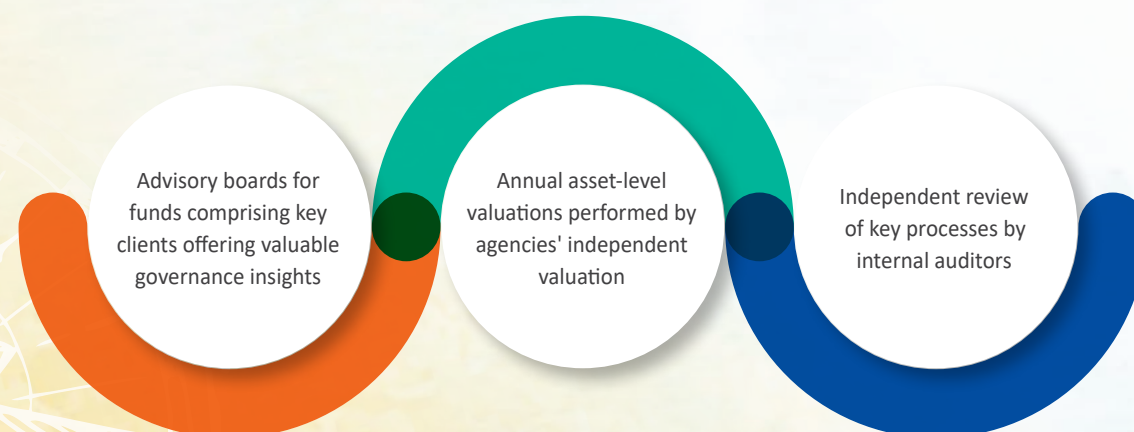 Advisory boards for
funds comprising key
clients offering valuable
governance insights
Annual asset-level
valuations performed by
agencies' independent
valuation
Independent review
of key processes by
internal auditors